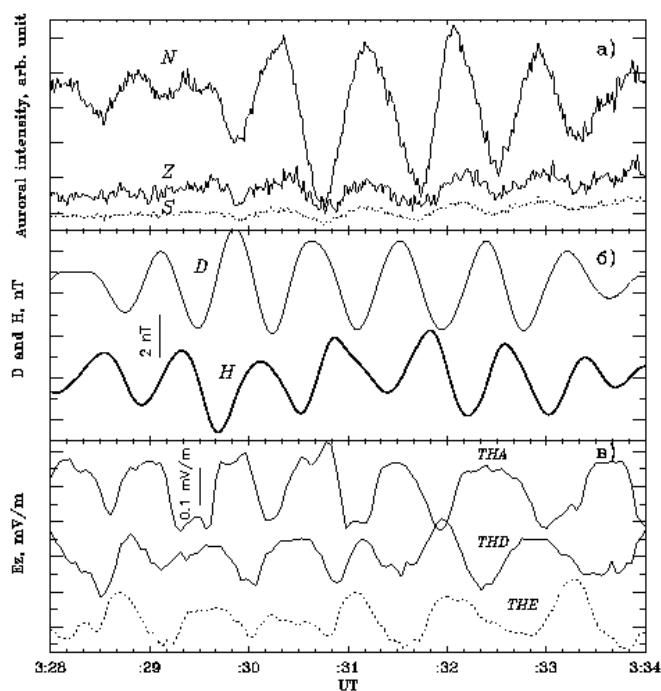 Auroral intensity, arb. unit
N
а)
Z
S
D and H, nT
D
б)
2 nT
H
Ez, mV/m
THA
в)
0.1 mV/m
THD
THE
3:28 :29 :30 :31 :32 :33 3:34
UT